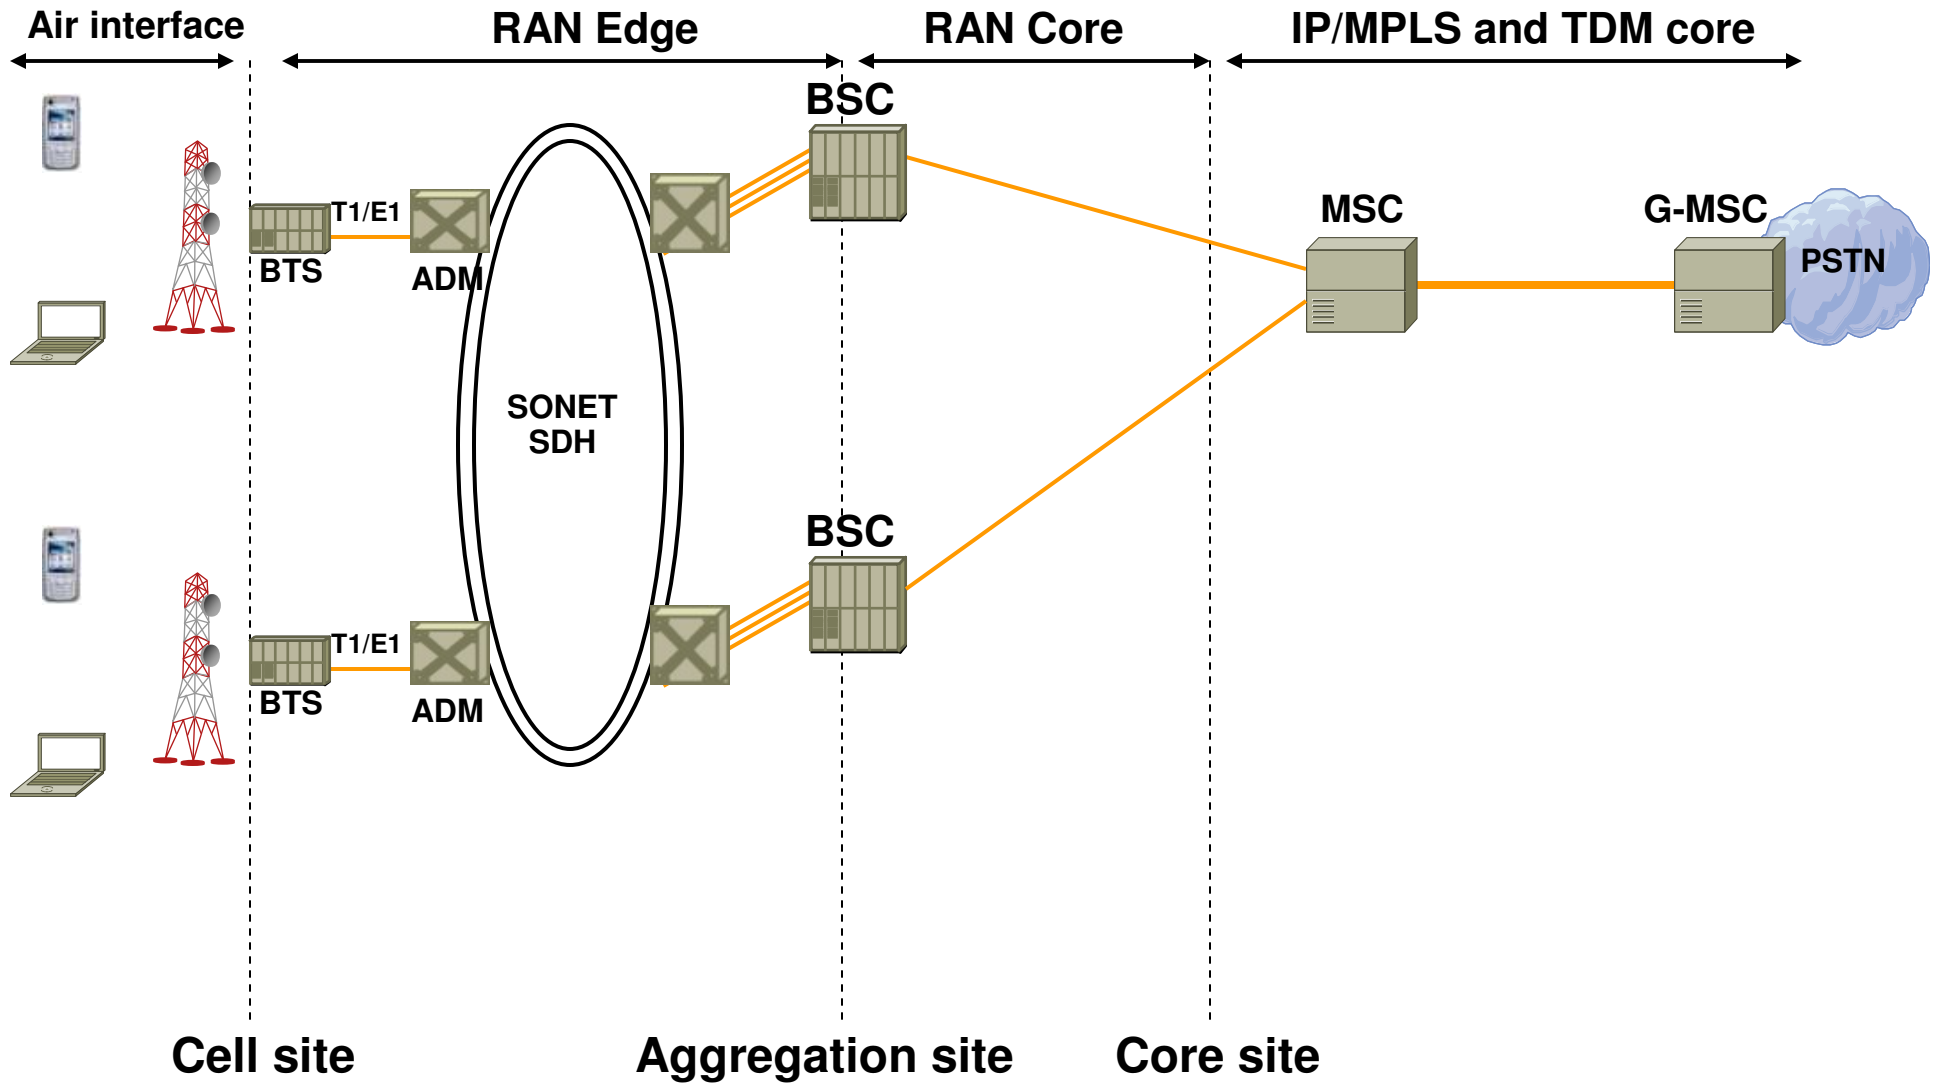 Air interface
RAN Edge
RAN Core
IP/MPLS and TDM core
BSC
T1/E1
BTS
ADM
MSC
G-MSC
PSTN
SONET
SDH
BSC
T1/E1
BTS
ADM
Cell site
Aggregation site
Core site